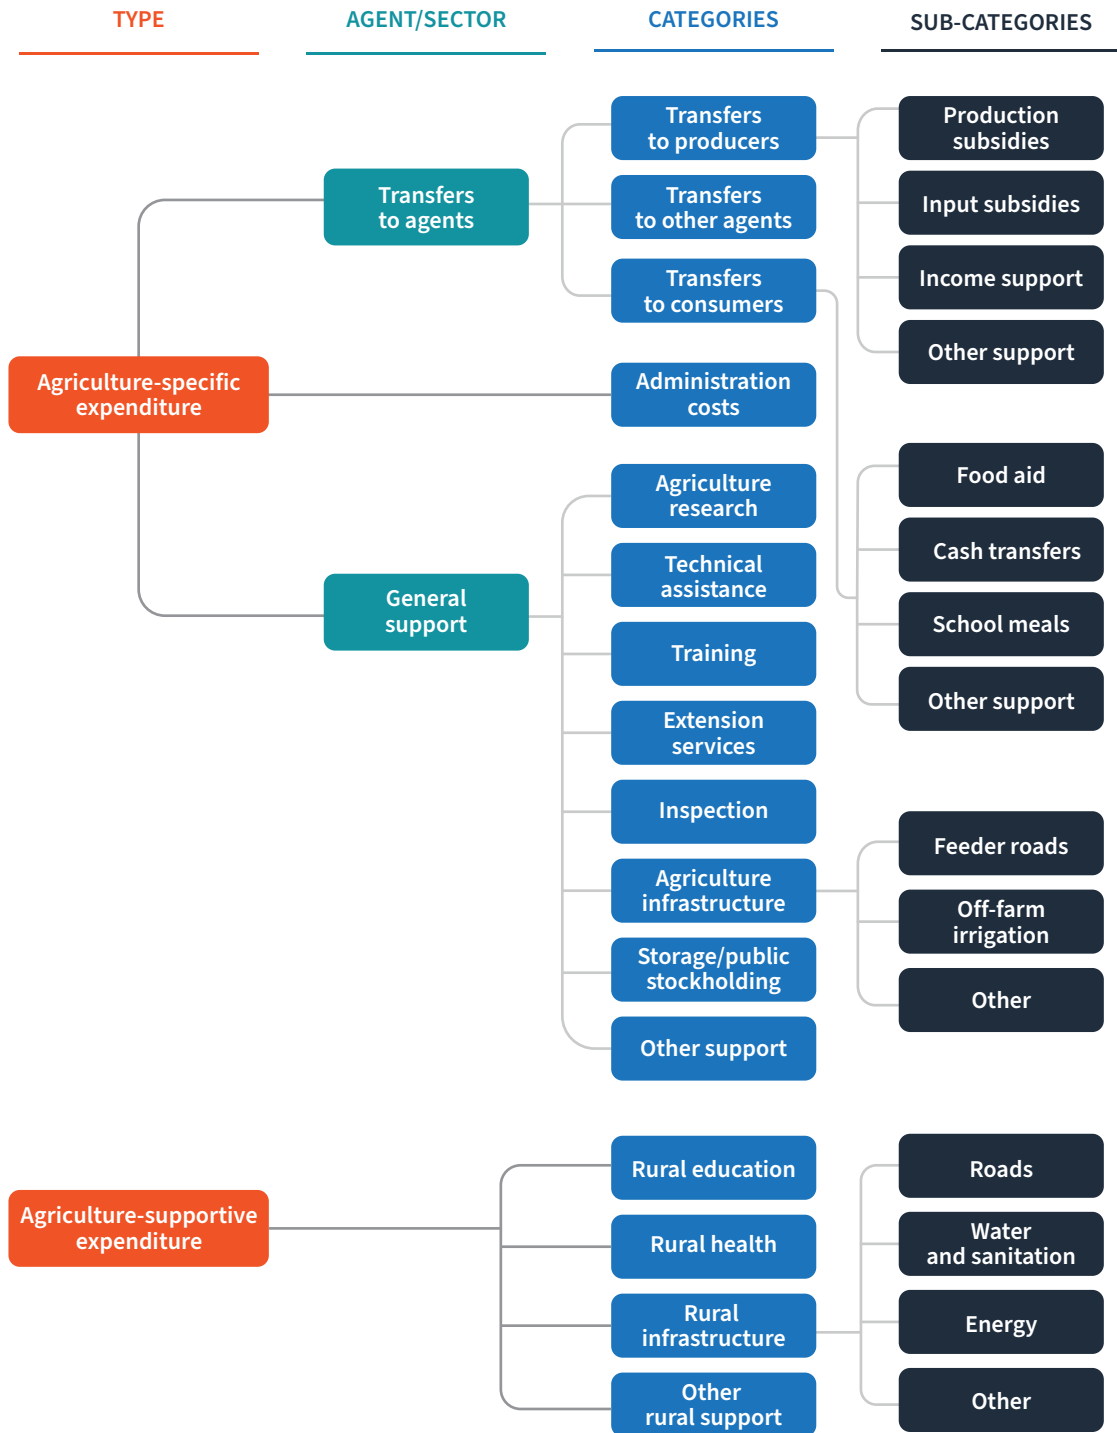 TYPE
AGENT/SECTOR
CATEGORIES
SUB-CATEGORIES
Agriculture-specific
expenditure
Transfers
to agents
Transfers
to producers
Production
subsidies
Input subsidies
Income support
Other support
Transfers
to other agents
Transfers
to consumers
Food aid
Cash transfers
School meals
Other support
Administration
costs
General
support
Agriculture
research
Technical
assistance
Training
Extension
services
Inspection
Agriculture
infrastructure
Feeder roads
Off-farm
irrigation
Other
Storage/public
stockholding
Other support
Agriculture-supportive
expenditure
Rural education
Rural health
Rural
infrastructure
Roads
Water
and sanitation
Energy
Other
Other
rural support